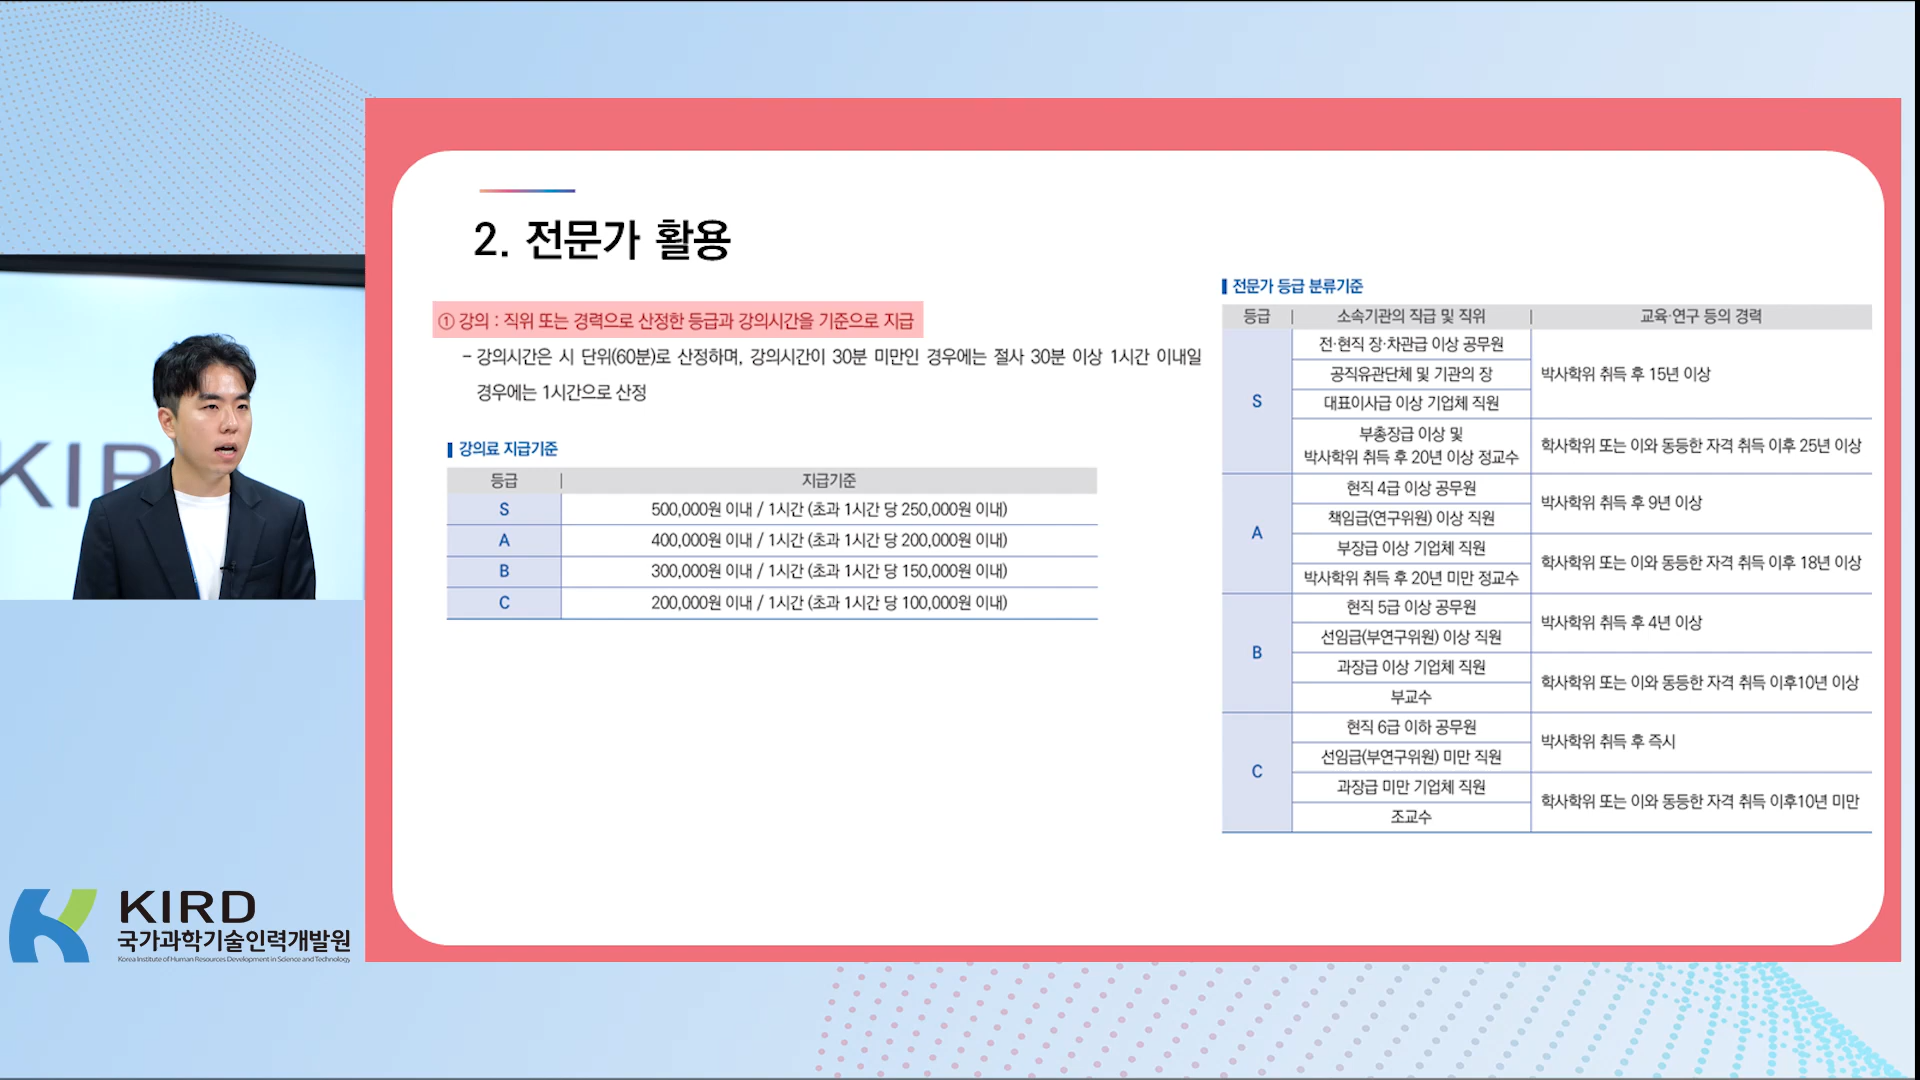 2. 전문가 활용
① 강의 : 직위 또는 경력으로 산정한 등급과 강의시간을 기준으로 지급
- 강의시간은 시 단위(60분)로 산정하며, 강의시간이 30분 미만인 경우에는 절사 30분 이상 1시간 이내일
경우에는 1시간으로 산정
강의료 지급기준
등급 | 지급기준
S 500,000원 이내 / 1시간 (초과 1시간 당 250,000원 이내)
A 400,000원 이내 / 1시간 (초과 1시간 당 200,000원 이내)
B 300,000원 이내 / 1시간 (초과 1시간 당 150,000원 이내)
C 200,000원 이내 / 1시간 (초과 1시간 당 100,000원 이내)
전문가 등급 분류기준
등급 | 소속기관의 직급 및 직위 | 교육·연구 등의 경력
S
전·현직 장·차관급 이상 공무원
공직유관단체 및 기관의 장
대표이사급 이상 기업체 직원
박사학위 취득 후 15년 이상
부총장급 이상 및
박사학위 취득 후 20년 이상 정교수
학사학위 또는 이와 동등한 자격 취득 이후 25년 이상
A
현직 4급 이상 공무원
책임급(연구위원) 이상 직원
박사학위 취득 후 9년 이상
부장급 이상 기업체 직원
박사학위 취득 후 20년 미만 정교수
학사학위 또는 이와 동등한 자격 취득 이후 18년 이상
B
현직 5급 이상 공무원
선임급(부연구위원) 이상 직원
박사학위 취득 후 4년 이상
과장급 이상 기업체 직원
부교수
학사학위 또는 이와 동등한 자격 취득 이후10년 이상
C
현직 6급 이하 공무원
선임급(부연구위원) 미만 직원
박사학위 취득 후 즉시
과장급 미만 기업체 직원
조교수
학사학위 또는 이와 동등한 자격 취득 이후10년 미만
KIRD
KIRD
국가과학기술인력개발원
Korea Institute of Human Resources Development in Science and Technology